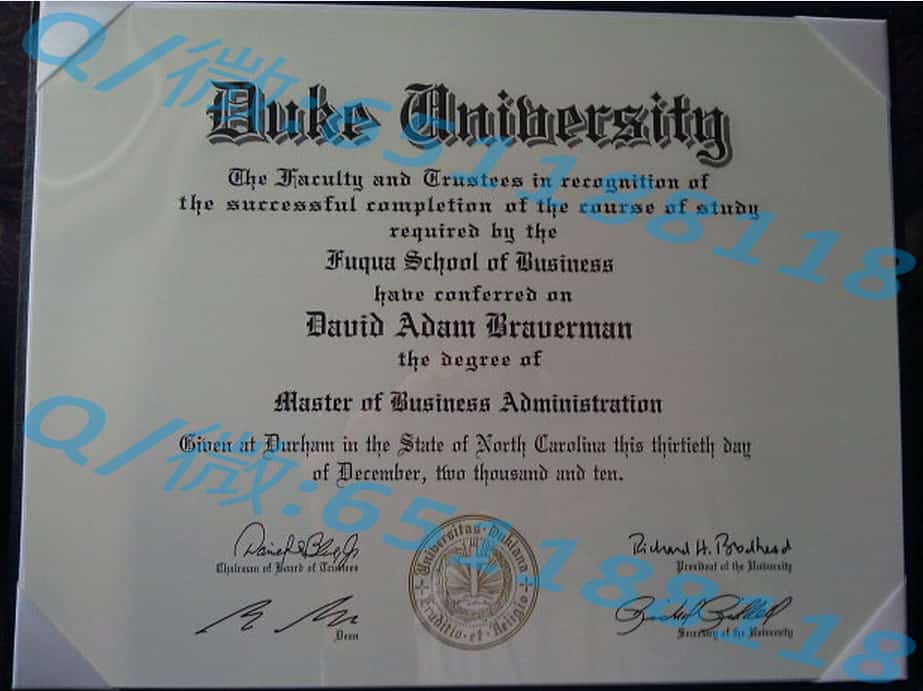 Duke University
The Faculty and Trustees in recognition of
the successful completion of the course of study
required by the
Fuqua School of Business
have conferred on
David Adam Braverman
the degree of
Master of Business Administration
Given at Durham in the State of North Carolina this thirtieth day
of December, two thousand and ten.
Chairman of Board of Trustees
Richard H. Brodhead
President of the University
Dean
Secretary of the University
Universitas · Dukiana
Eruditio · et · Religio
Q/微:651188118
Q/微:651188118